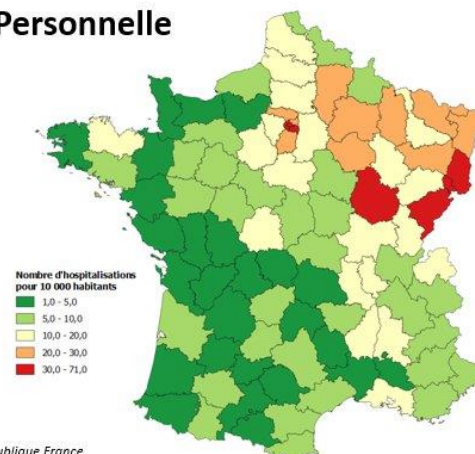 Personnelle
Nombre d'hospitalisations
pour 10 000 habitants
1,0 - 5,0
5,0 - 10,0
10,0 - 20,0
20,0 - 30,0
30,0 - 71,0
publique France